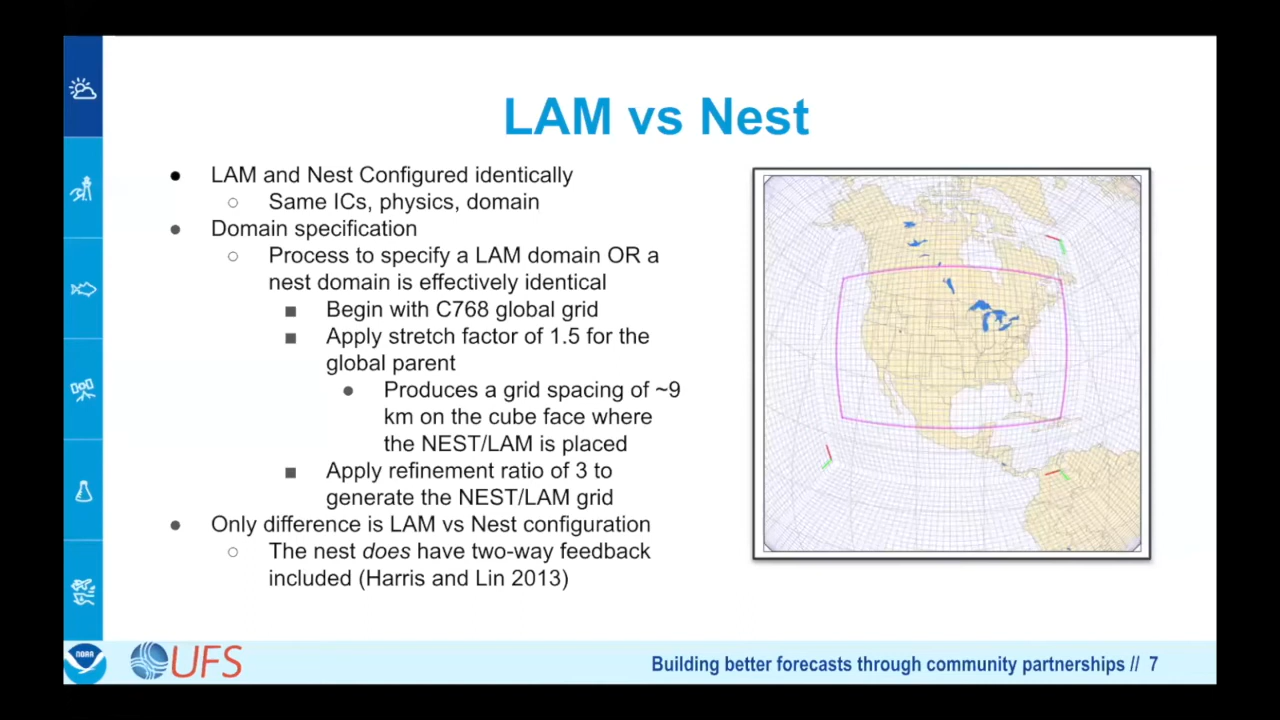 LAM vs Nest
● LAM and Nest Configured identically
○ Same ICs, physics, domain
● Domain specification
○ Process to specify a LAM domain OR a
nest domain is effectively identical
■ Begin with C768 global grid
■ Apply stretch factor of 1.5 for the
global parent
● Produces a grid spacing of ~9
km on the cube face where
the NEST/LAM is placed
■ Apply refinement ratio of 3 to
generate the NEST/LAM grid
● Only difference is LAM vs Nest configuration
○ The nest does have two-way feedback
included (Harris and Lin 2013)
NOAA
UFS
Building better forecasts through community partnerships // 7